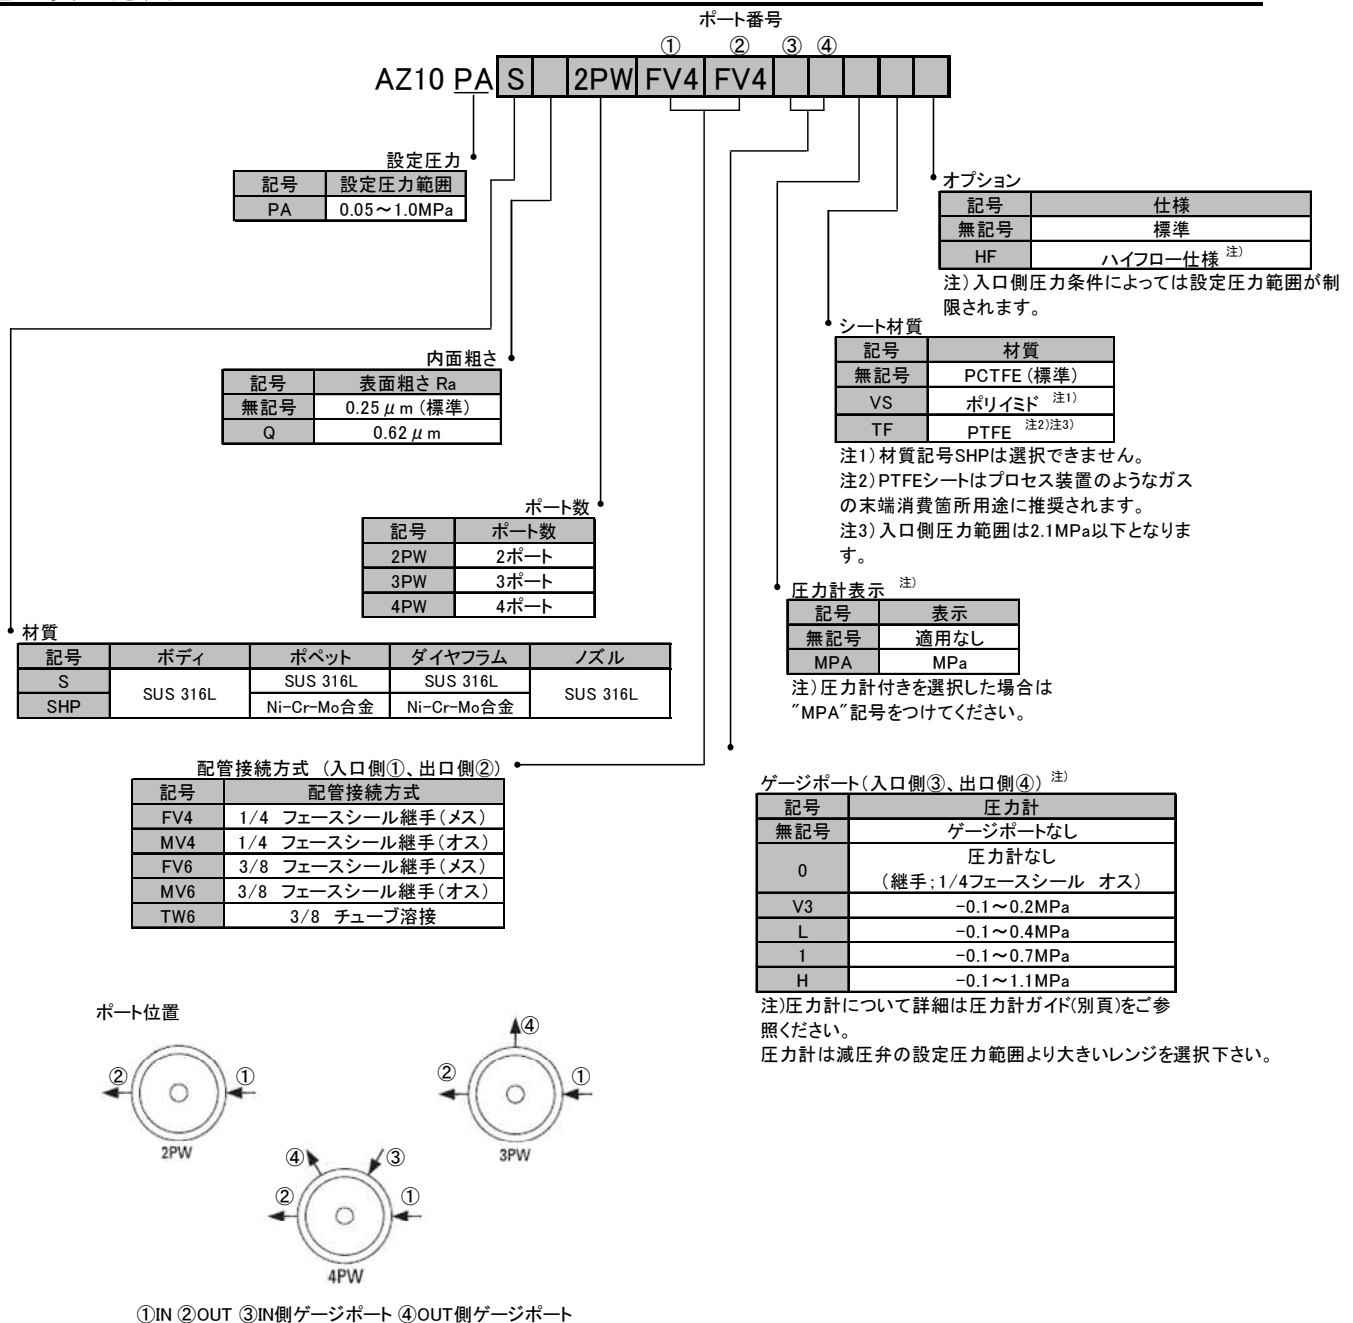 ポート番号
① ② ③ ④
AZ10 PA S 2PW FV4 FV4
設定圧力
記号 設定圧力範囲
PA 0.05～1.0MPa
オプション
記号 仕様
無記号 標準
HF ハイフロー仕様 注)
注)入口側圧力条件によっては設定圧力範囲が制
限されます。
シート材質
記号 材質
無記号 PCTFE(標準)
VS ポリイミド 注1)
TF PTFE 注2)注3)
注1)材質記号SHPは選択できません。
注2)PTFEシートはプロセス装置のようなガス
の末端消費箇所用途に推奨されます。
注3)入口側圧力範囲は2.1MPa以下となりま
す。
内面粗さ
記号 表面粗さ Ra
無記号 0.25μm(標準)
Q 0.62μm
ポート数
記号 ポート数
2PW 2ポート
3PW 3ポート
4PW 4ポート
圧力計表示 注)
記号 表示
無記号 適用なし
MPA MPa
注)圧力計付きを選択した場合は
"MPA"記号をつけてください。
材質
記号 ボディ ポペット ダイヤフラム ノズル
S SUS 316L SUS 316L SUS 316L SUS 316L
SHP Ni-Cr-Mo合金 Ni-Cr-Mo合金
配管接続方式 (入口側①、出口側②)
記号 配管接続方式
FV4 1/4 フェースシール継手(メス)
MV4 1/4 フェースシール継手(オス)
FV6 3/8 フェースシール継手(メス)
MV6 3/8 フェースシール継手(オス)
TW6 3/8 チューブ溶接
ゲージポート(入口側③、出口側④) 注)
記号 圧力計
無記号 ゲージポートなし
0 圧力計なし
(継手;1/4フェースシール オス)
V3 -0.1～0.2MPa
L -0.1～0.4MPa
1 -0.1～0.7MPa
H -0.1～1.1MPa
注)圧力計について詳細は圧力計ガイド(別頁)をご参
照ください。
圧力計は減圧弁の設定圧力範囲より大きいレンジを選択下さい。
ポート位置
② ①
2PW
④
② ①
3PW
④ ③
② ①
4PW
①IN ②OUT ③IN側ゲージポート ④OUT側ゲージポート